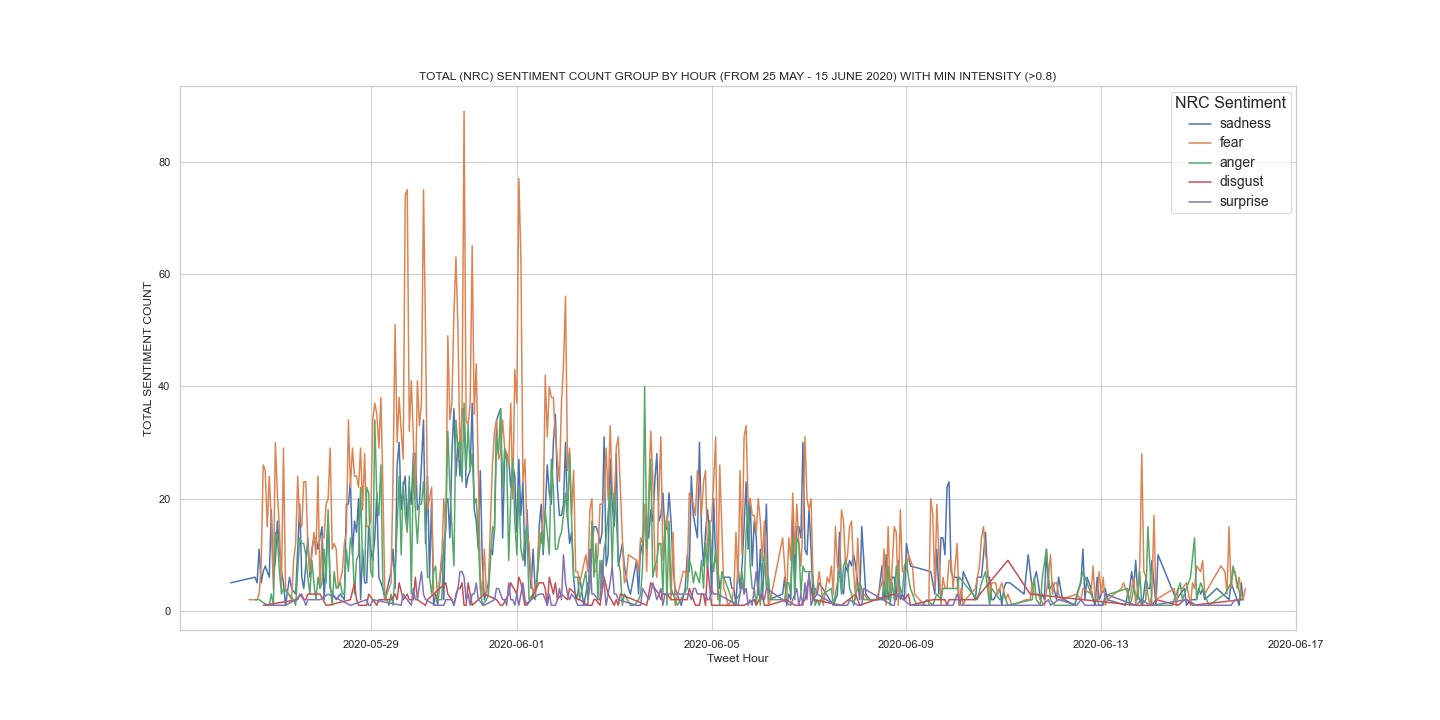 TOTAL (NRC) SENTIMENT COUNT GROUP BY HOUR (FROM 25 MAY - 15 JUNE 2020) WITH MIN INTENSITY (>0.8)
NRC Sentiment
sadness
fear
anger
disgust
surprise
TOTAL SENTIMENT COUNT
80
60
40
20
0
2020-05-29 2020-06-01 2020-06-05 2020-06-09 2020-06-13 2020-06-17
Tweet Hour